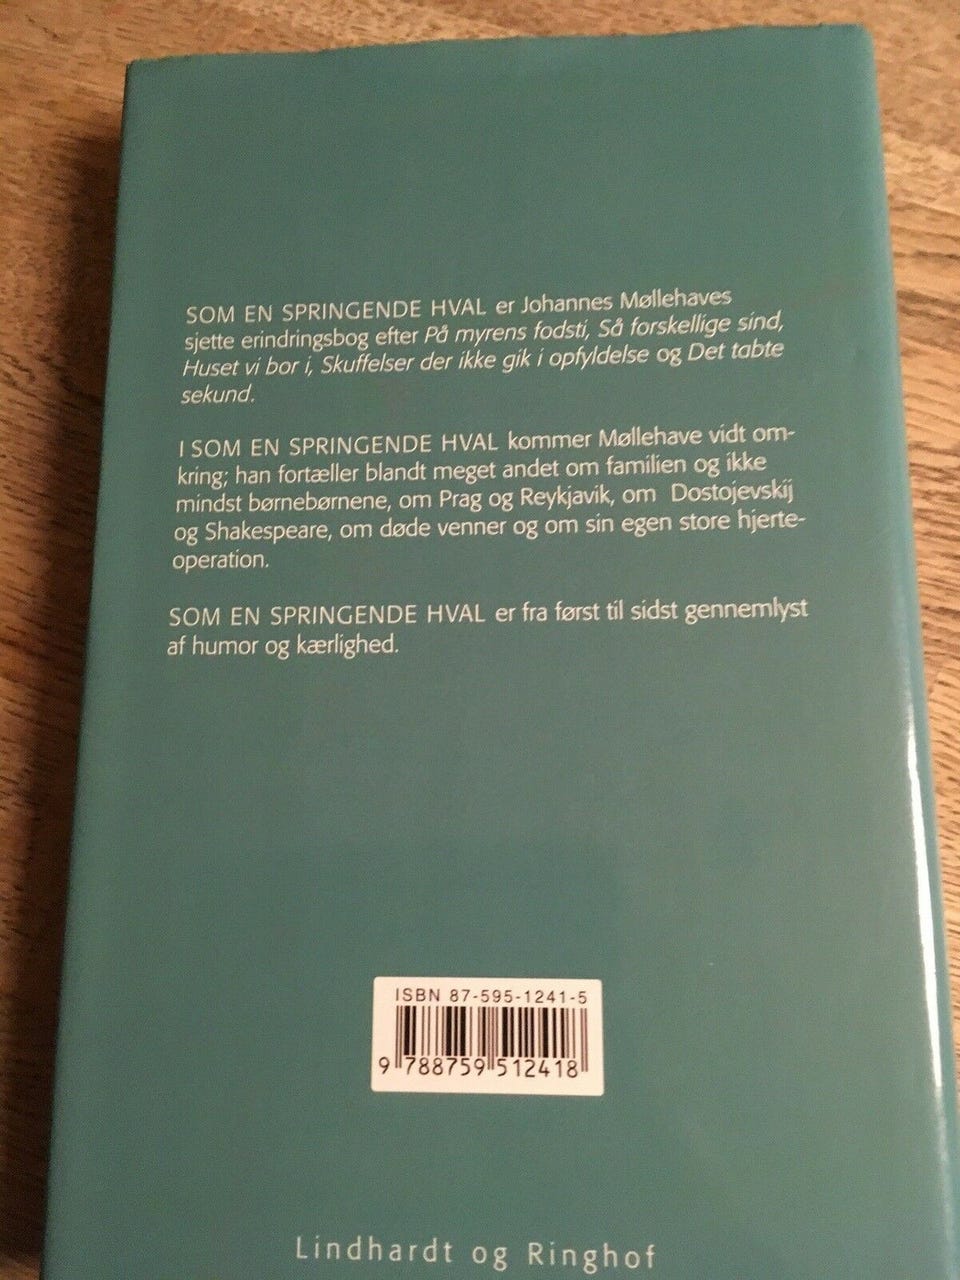 SOM EN SPRINGENDE HVAL er Johannes Møllehaves
sjette erindringsbog efter På myrens fodsti, Så forskellige sind,
Huset vi bor i, Skuffelser der ikke gik i opfyldelse og Det tabte
sekund.
I SOM EN SPRINGENDE HVAL kommer Møllehave vidt om-
kring; han fortæller blandt meget andet om familien og ikke
mindst børnebørnene, om Prag og Reykjavik, om Dostojevskij
og Shakespeare, om døde venner og om sin egen store hjerte-
operation.
SOM EN SPRINGENDE HVAL er fra først til sidst gennemlyst
af humor og kærlighed.
ISBN 87-595-1241-5
9 788759 512418
Lindhardt og Ringhof